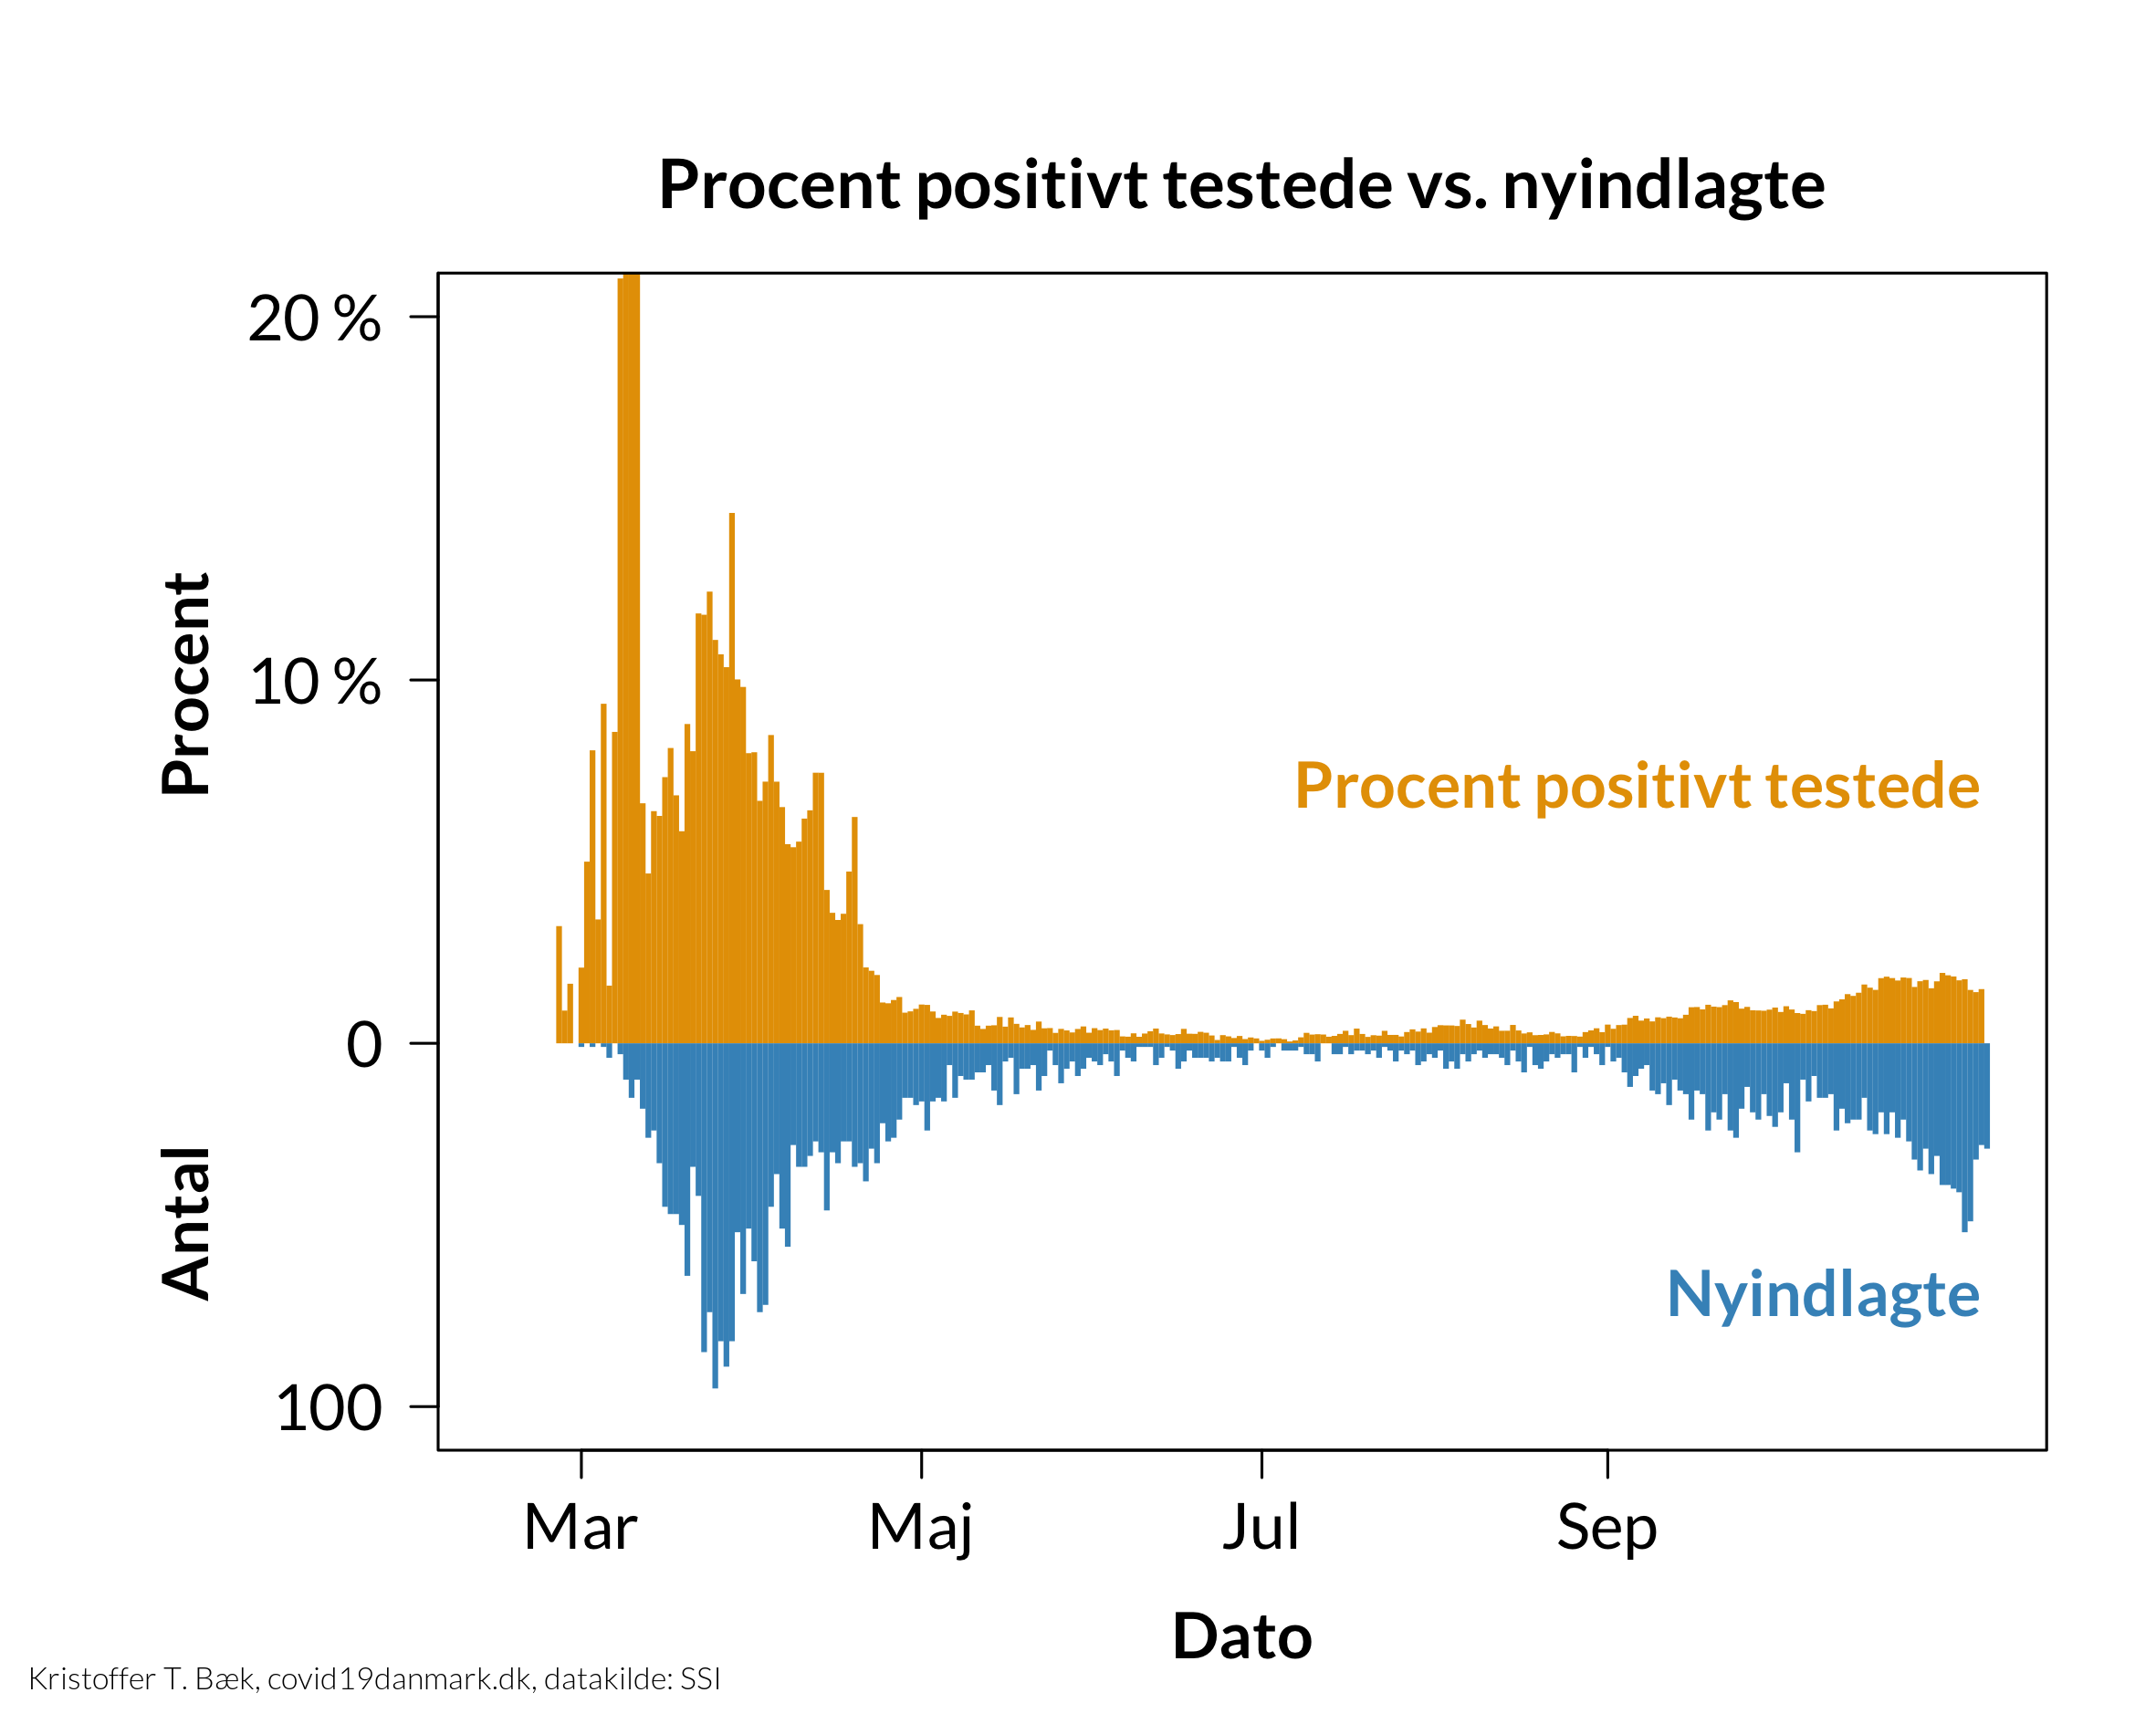 Procent positivt testede vs. nyindlagte
20 %
10 %
0
100
Procent
Antal
Procent positivt testede
Nyindlagte
Mar
Maj
Jul
Sep
Dato
Kristoffer T. Bæk, covid19danmark.dk, datakilde: SSI